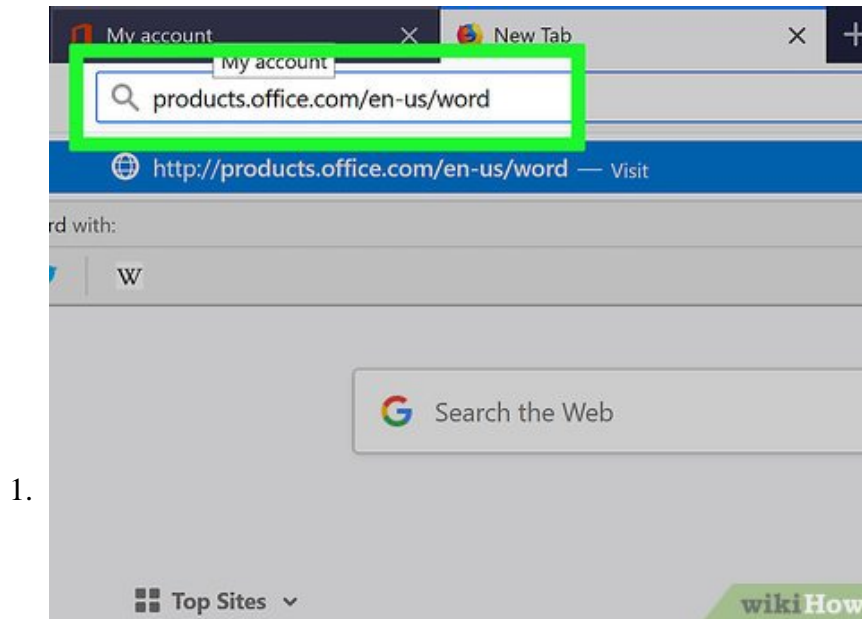 My account
New Tab
My account
products.office.com/en-us/word
http://products.office.com/en-us/word — Visit
rd with:
W
G Search the Web
1.
Top Sites
wikiHow